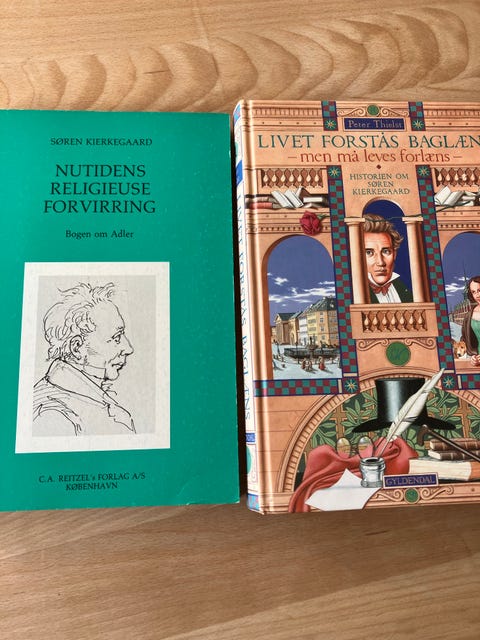 SØREN KIERKEGAARD
NUTIDENS
RELIGIEUSE
FORVIRRING
Bogen om Adler
C.A. REITZEL's FORLAG A/S
KØBENHAVN
Peter Thielst
LIVET FORSTÅS BAGLÆN
– men må leves forlæns –
HISTORIEN OM
SØREN
KIERKEGAARD
GYLDENDAL